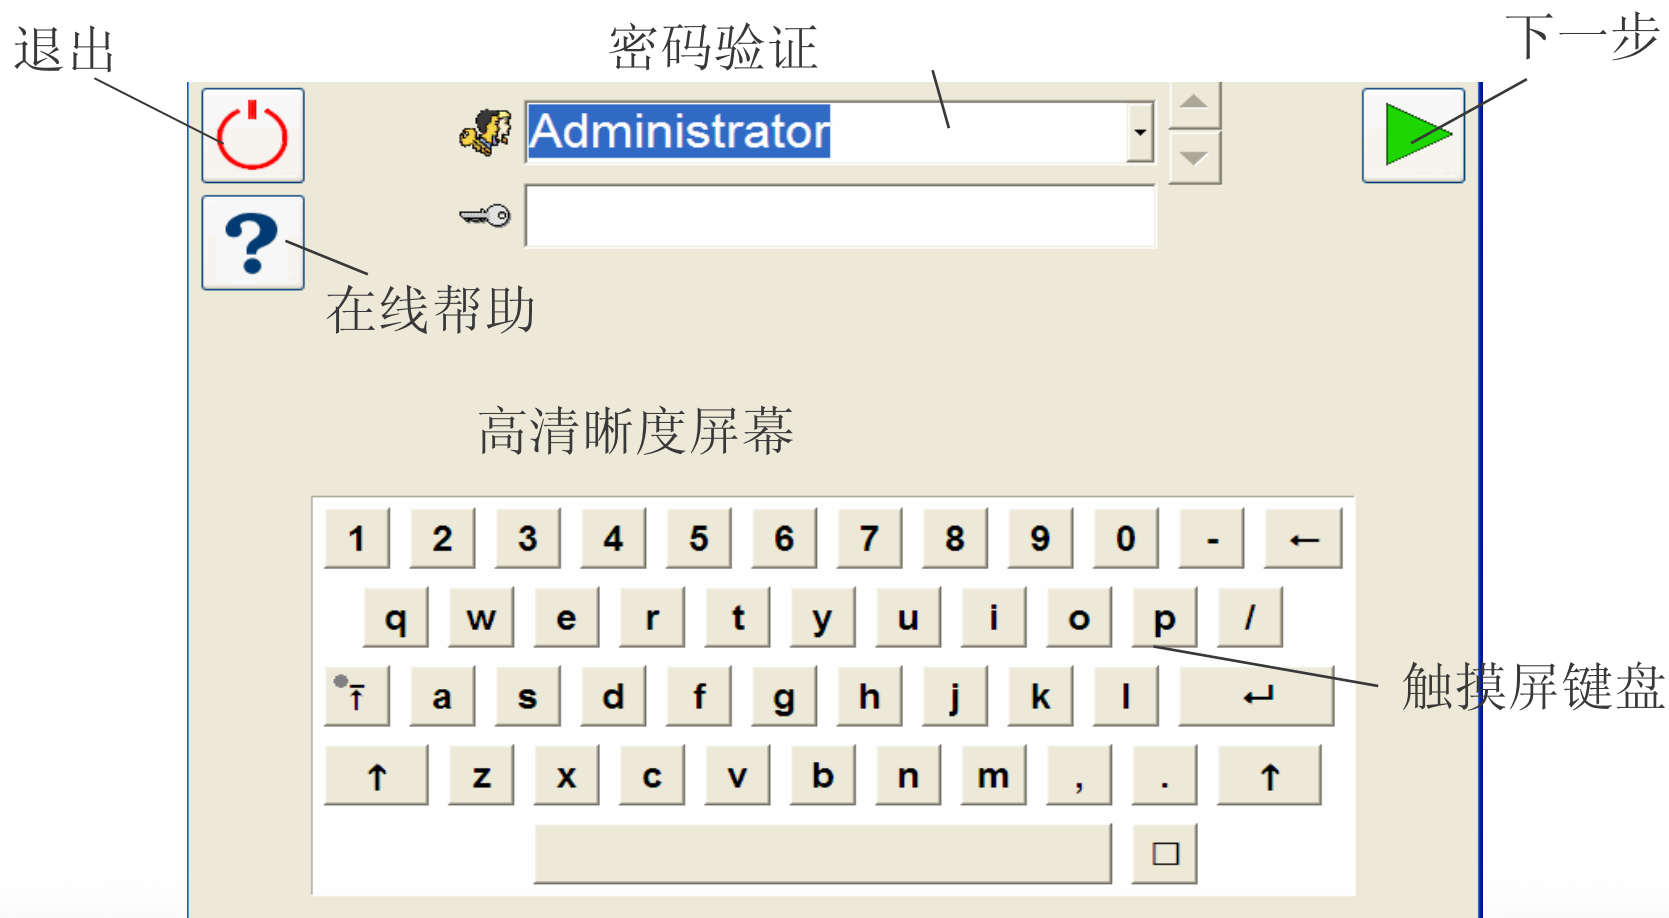 退出
密码验证
下一步
Administrator
?
在线帮助
高清晰度屏幕
1 2 3 4 5 6 7 8 9 0 - ←
q w e r t y u i o p /
⤒ a s d f g h j k l ↵
触摸屏键盘
↑ z x c v b n m , . ↑
□